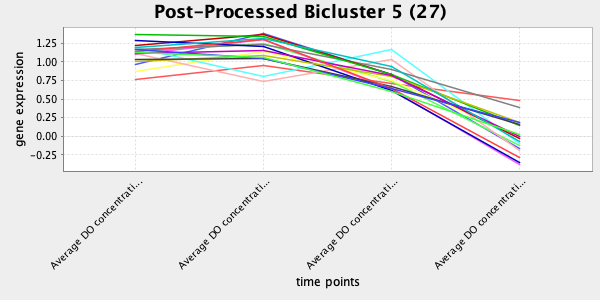 Post-Processed Bicluster 5 (27)
gene expression
1.25
1.00
0.75
0.50
0.25
0.00
-0.25
Average DO concentrati...
Average DO concentrati...
Average DO concentrati...
Average DO concentrati...
time points